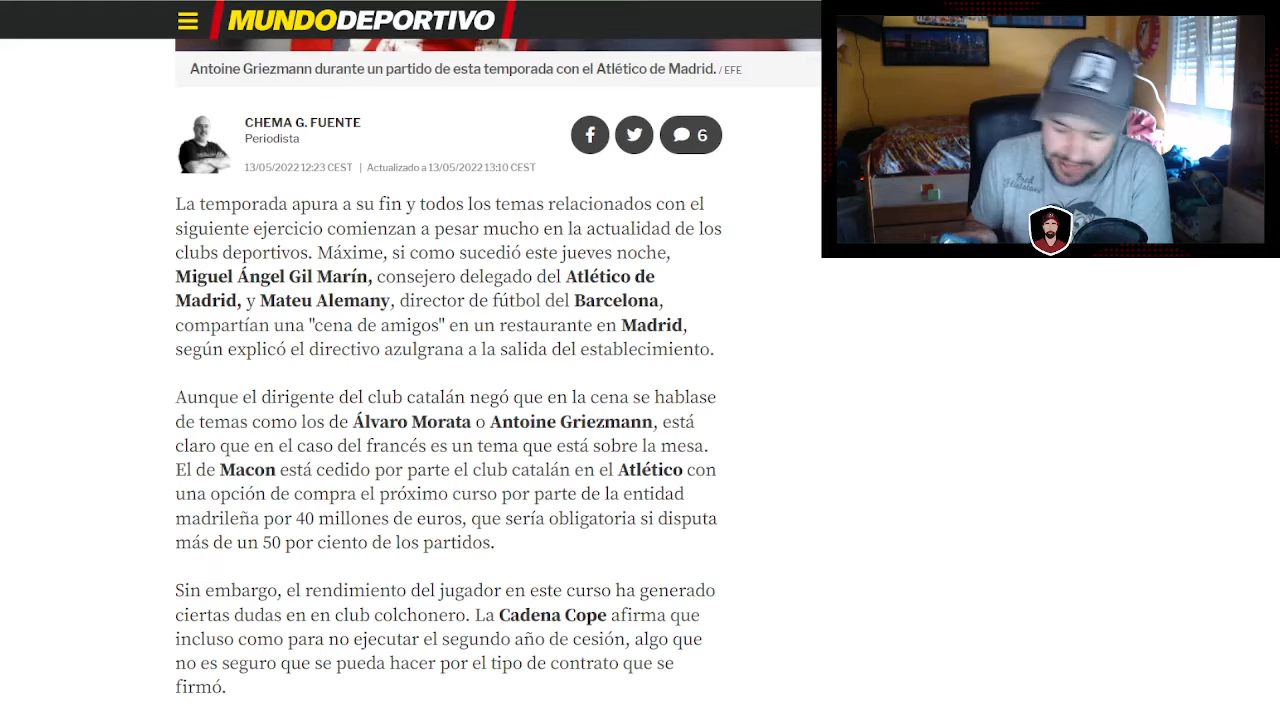 MUNDODEPORTIVO
Antoine Griezmann durante un partido de esta temporada con el Atlético de Madrid. / EFE
CHEMA G. FUENTE
Periodista
6
13/05/2022 12:23 CEST | Actualizado a 13/05/2022 13:10 CEST
La temporada apura a su fin y todos los temas relacionados con el
siguiente ejercicio comienzan a pesar mucho en la actualidad de los
clubs deportivos. Máxime, si como sucedió este jueves noche,
Miguel Ángel Gil Marín, consejero delegado del Atlético de
Madrid, y Mateu Alemany, director de fútbol del Barcelona,
compartían una "cena de amigos" en un restaurante en Madrid,
según explicó el directivo azulgrana a la salida del establecimiento.
Aunque el dirigente del club catalán negó que en la cena se hablase
de temas como los de Álvaro Morata o Antoine Griezmann, está
claro que en el caso del francés es un tema que está sobre la mesa.
El de Macon está cedido por parte el club catalán en el Atlético con
una opción de compra el próximo curso por parte de la entidad
madrileña por 40 millones de euros, que sería obligatoria si disputa
más de un 50 por ciento de los partidos.
Sin embargo, el rendimiento del jugador en este curso ha generado
ciertas dudas en en club colchonero. La Cadena Cope afirma que
incluso como para no ejecutar el segundo año de cesión, algo que
no es seguro que se pueda hacer por el tipo de contrato que se
firmó.
Fred
Flintstone